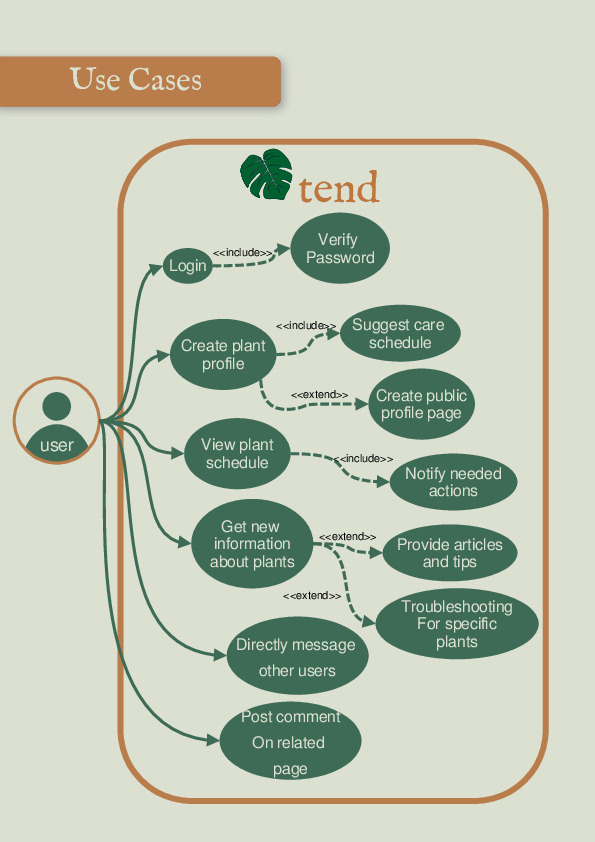 Use Cases
tend
Login
<<include>>
Verify
Password
Create plant
profile
<<include>>
Suggest care
schedule
<<extend>>
Create public
profile page
user
View plant
schedule
<<include>>
Notify needed
actions
Get new
information
about plants
<<extend>>
Provide articles
and tips
<<extend>>
Troubleshooting
For specific
plants
Directly message
other users
Post comment
On related
page